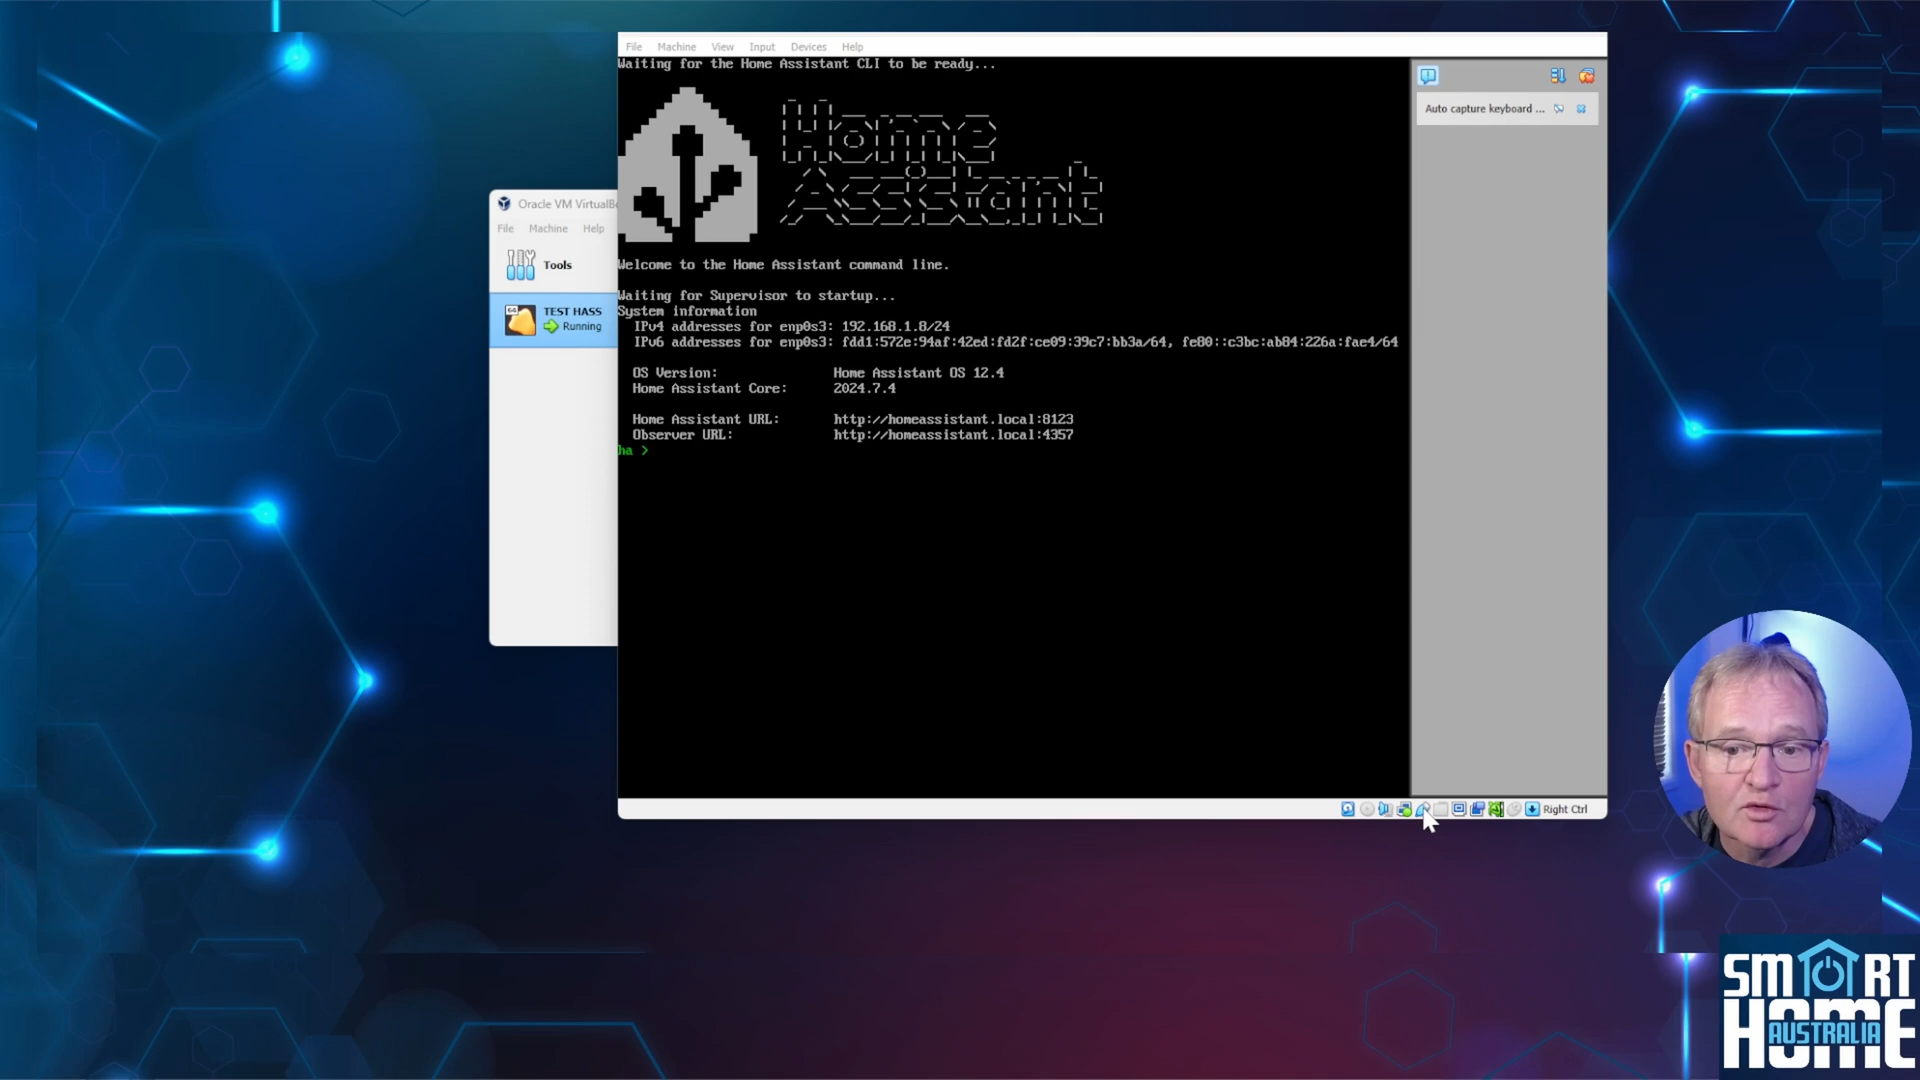 File Machine View Input Devices Help
Waiting for the Home Assistant CLI to be ready...
Home
Assistant
Auto capture keyboard ...
Oracle VM VirtualBo
File Machine Help
Tools
64
TEST HASS
Running
Welcome to the Home Assistant command line.
Waiting for Supervisor to startup...
System information
IPv4 addresses for enp0s3: 192.168.1.8/24
IPv6 addresses for enp0s3: fdd1:572e:94af:42ed:fd2f:ce09:39c7:bb3a/64, fe80::c3bc:ab84:226a:fae4/64
OS Version: Home Assistant OS 12.4
Home Assistant Core: 2024.7.4
Home Assistant URL: http://homeassistant.local:8123
Observer URL: http://homeassistant.local:4357
ha >
Right Ctrl
SMART
HOME
AUSTRALIA